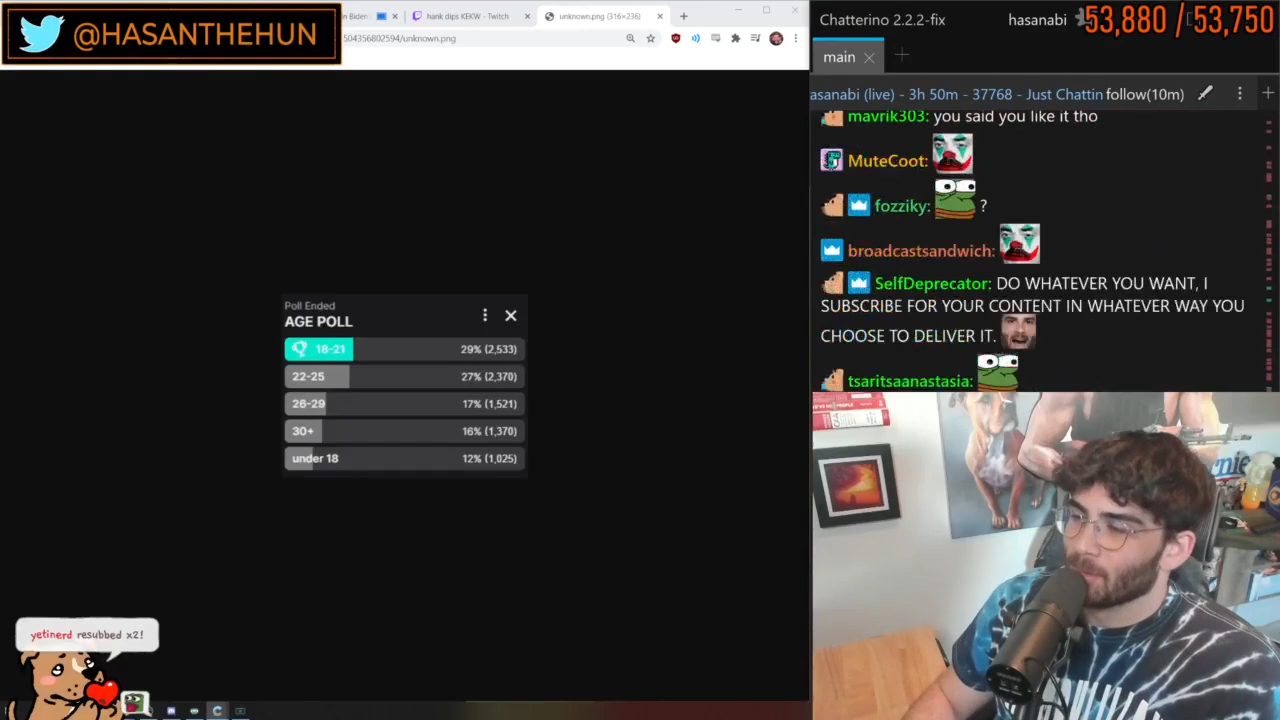 @HASANTHEHUN
n Biden
hank dips KEKW - Twitch
unknown.png (316×236)
504356802594/unknown.png
Poll Ended
AGE POLL
18-21 29% (2,533)
22-25 27% (2,370)
26-29 17% (1,521)
30+ 16% (1,370)
under 18 12% (1,025)
yetinerd resubbed x2!
Chatterino 2.2.2-fix
hasanabi
53,880 / 53,750
main
asanabi (live) - 3h 50m - 37768 - Just Chattin follow(10m)
mavrik303: you said you like it tho
MuteCoot:
fozziky: ?
broadcastsandwich:
SelfDeprecator: DO WHATEVER YOU WANT, I
SUBSCRIBE FOR YOUR CONTENT IN WHATEVER WAY YOU
CHOOSE TO DELIVER IT.
tsaritsaanastasia:
ernie